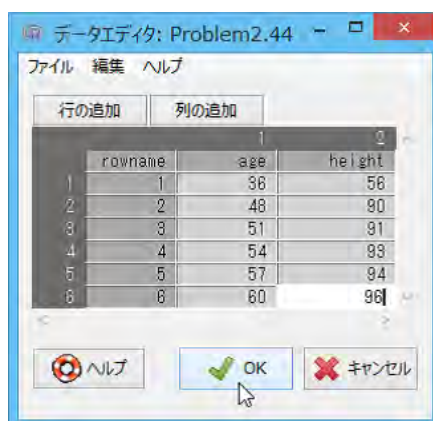 データエディタ: Problem2.44
ファイル 編集 ヘルプ
行の追加 列の追加
1 2
rowname age height
1 1 36 56
2 2 48 90
3 3 51 91
4 4 54 93
5 5 57 94
6 6 60 96
ヘルプ OK キャンセル